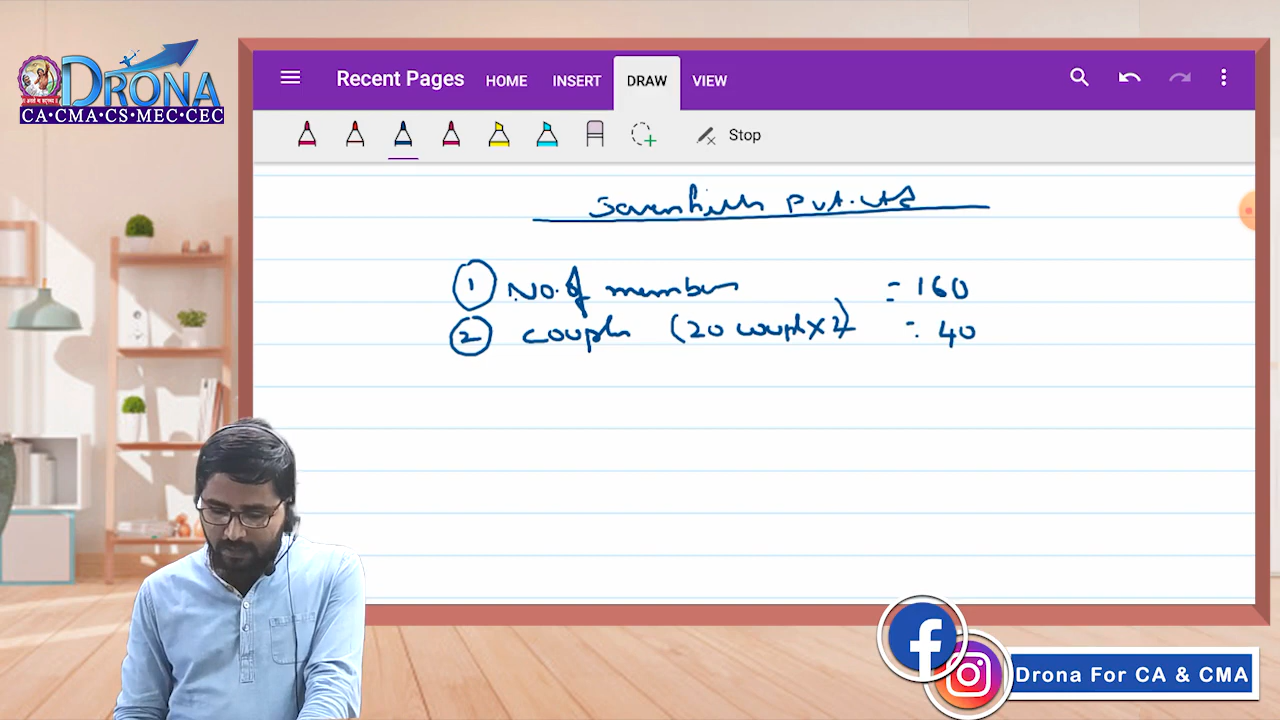 DRONA
CA•CMA•CS•MEC•CEC
Recent Pages HOME INSERT DRAW VIEW
Stop
Sevenhills Pvt. Ltd
① No. of members = 160
② Couple (20 coupl × 2) = 40
Drona For CA & CMA